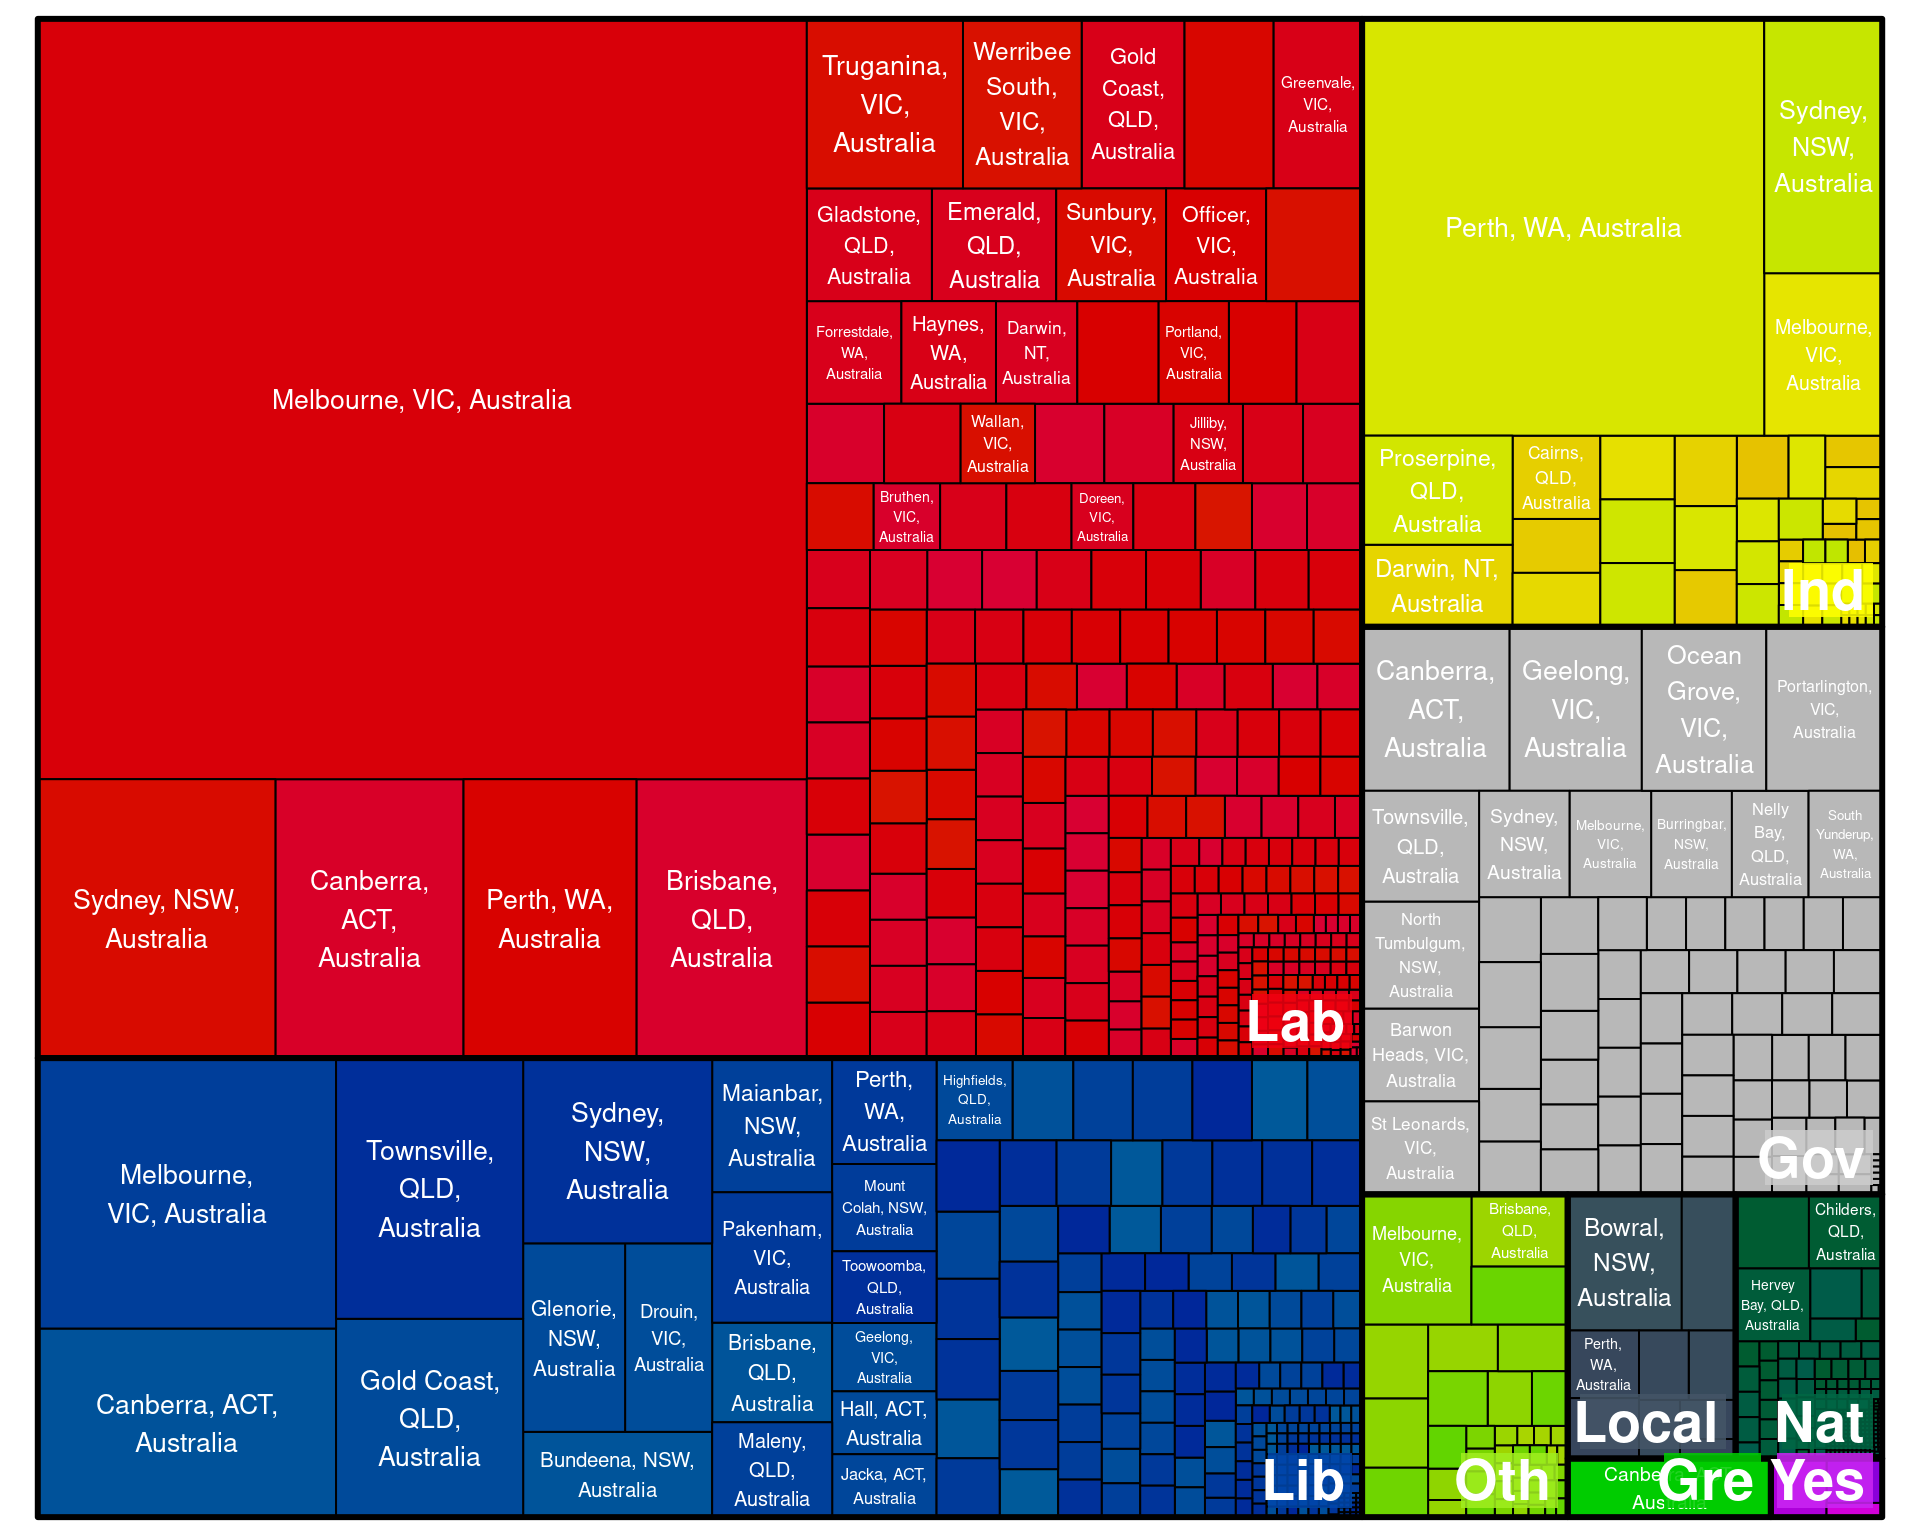 Melbourne, VIC, Australia
Sydney, NSW,
Australia
Canberra,
ACT,
Australia
Perth, WA,
Australia
Brisbane,
QLD,
Australia
Truganina,
VIC,
Australia
Werribee
South,
VIC,
Australia
Gold
Coast,
QLD,
Australia
Greenvale,
VIC,
Australia
Gladstone,
QLD,
Australia
Emerald,
QLD,
Australia
Sunbury,
VIC,
Australia
Officer,
VIC,
Australia
Forrestdale,
WA,
Australia
Haynes,
WA,
Australia
Darwin,
NT,
Australia
Portland,
VIC,
Australia
Wallan,
VIC,
Australia
Jilliby,
NSW,
Australia
Bruthen,
VIC,
Australia
Doreen,
VIC,
Australia
Lab
Perth, WA, Australia
Sydney,
NSW,
Australia
Melbourne,
VIC,
Australia
Proserpine,
QLD,
Australia
Cairns,
QLD,
Australia
Darwin, NT,
Australia
Ind
Canberra,
ACT,
Australia
Geelong,
VIC,
Australia
Ocean
Grove,
VIC,
Australia
Portarlington,
VIC,
Australia
Townsville,
QLD,
Australia
Sydney,
NSW,
Australia
Melbourne,
VIC,
Australia
Burringbar,
NSW,
Australia
Nelly
Bay,
QLD,
Australia
South
Yunderup,
WA,
Australia
North
Tumbulgum,
NSW,
Australia
Barwon
Heads, VIC,
Australia
St Leonards,
VIC,
Australia
Gov
Melbourne,
VIC, Australia
Canberra, ACT,
Australia
Townsville,
QLD,
Australia
Gold Coast,
QLD,
Australia
Sydney,
NSW,
Australia
Glenorie,
NSW,
Australia
Drouin,
VIC,
Australia
Bundeena, NSW,
Australia
Maianbar,
NSW,
Australia
Pakenham,
VIC,
Australia
Brisbane,
QLD,
Australia
Maleny,
QLD,
Australia
Perth,
WA,
Australia
Mount
Colah, NSW,
Australia
Toowoomba,
QLD,
Australia
Geelong,
VIC,
Australia
Hall, ACT,
Australia
Jacka, ACT,
Australia
Highfields,
QLD,
Australia
Lib
Melbourne,
VIC,
Australia
Brisbane,
QLD,
Australia
Oth
Bowral,
NSW,
Australia
Perth,
WA,
Australia
Local
Childers,
QLD,
Australia
Hervey
Bay, QLD,
Australia
Nat
Australia
Gre
Yes